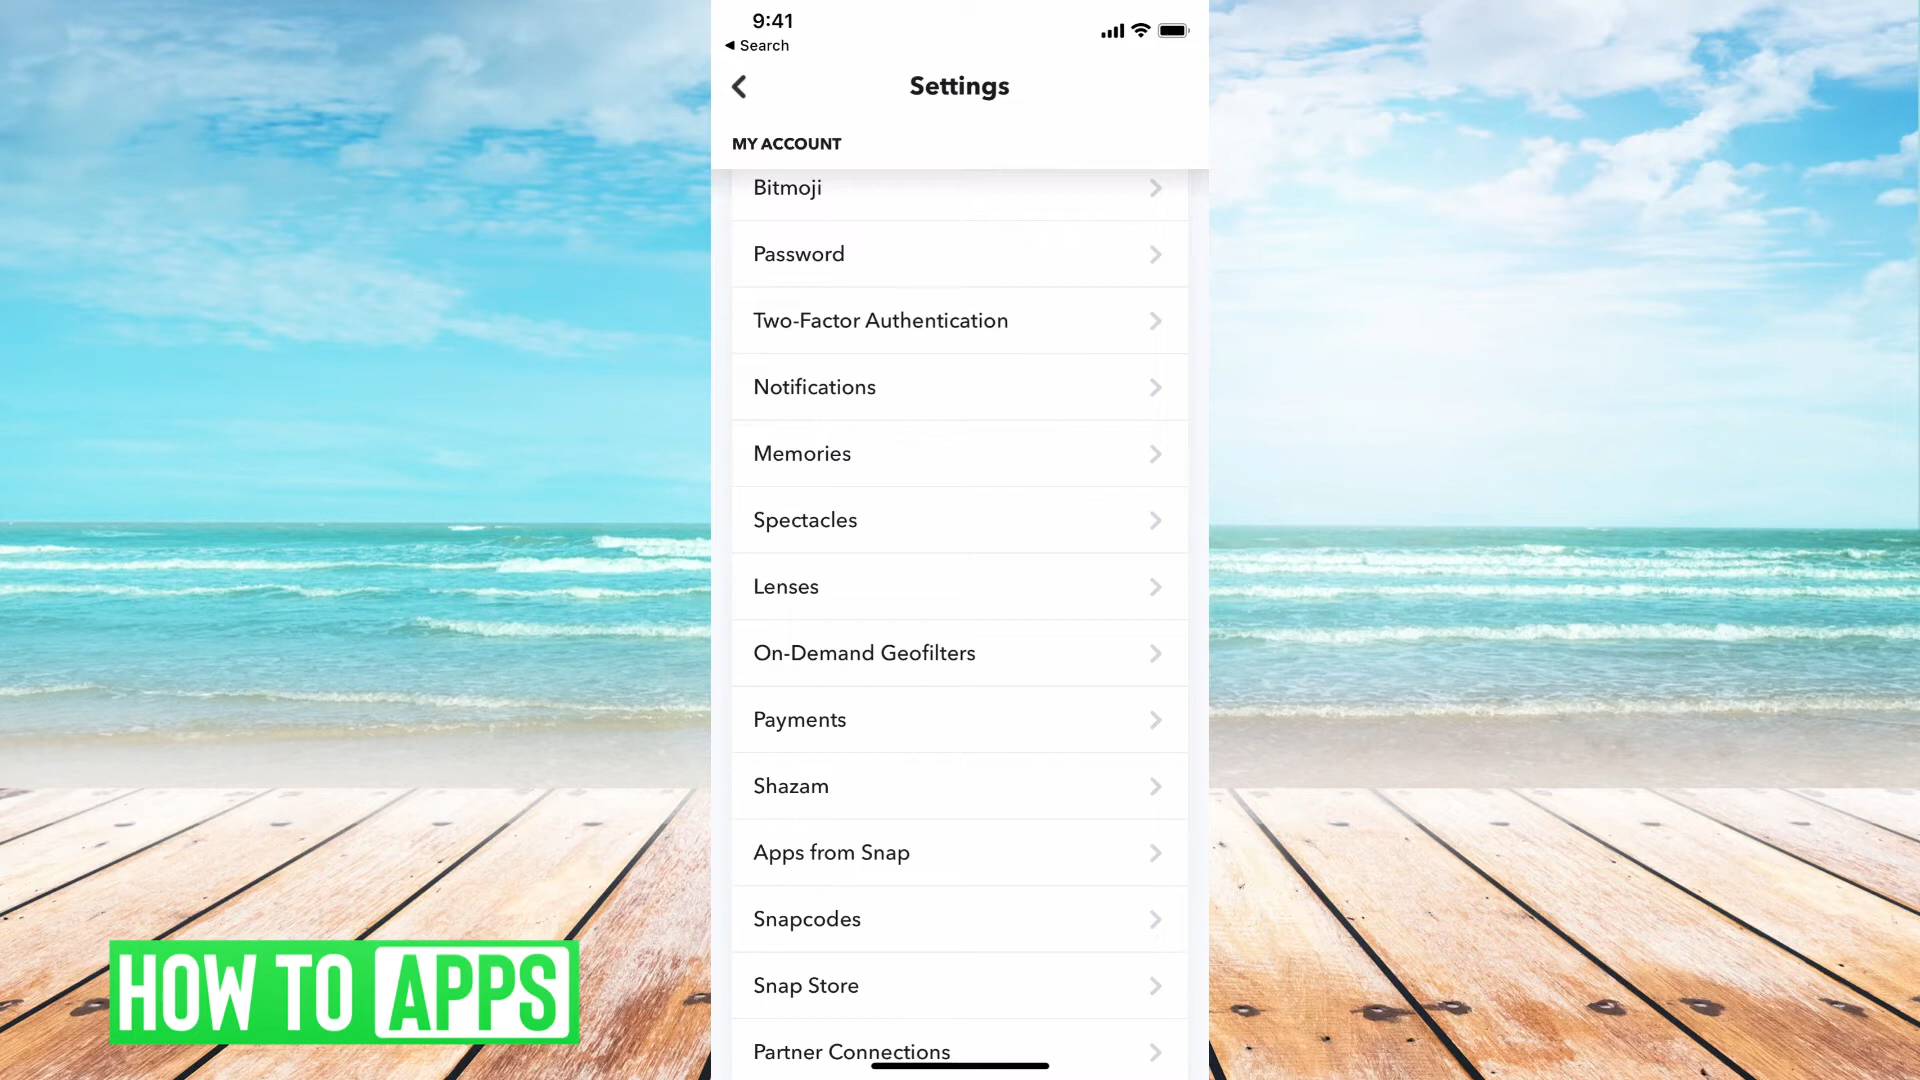 9:41
Search
Settings
MY ACCOUNT
Bitmoji
Password
Two-Factor Authentication
Notifications
Memories
Spectacles
Lenses
On-Demand Geofilters
Payments
Shazam
Apps from Snap
Snapcodes
Snap Store
Partner Connections
HOW TO APPS